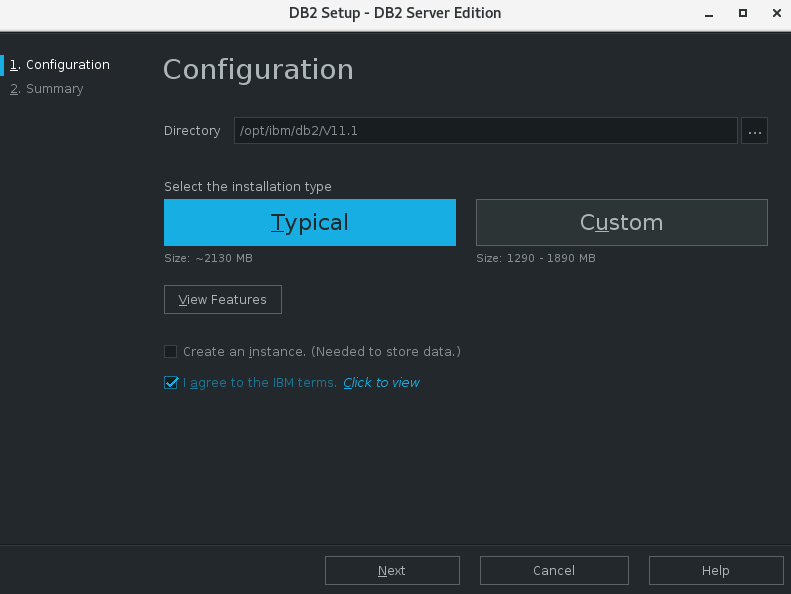 DB2 Setup - DB2 Server Edition
1. Configuration
2. Summary
Configuration
Directory /opt/ibm/db2/V11.1 ...
Select the installation type
Typical Custom
Size: ~2130 MB Size: 1290 - 1890 MB
View Features
Create an instance. (Needed to store data.)
I agree to the IBM terms. Click to view
Next Cancel Help